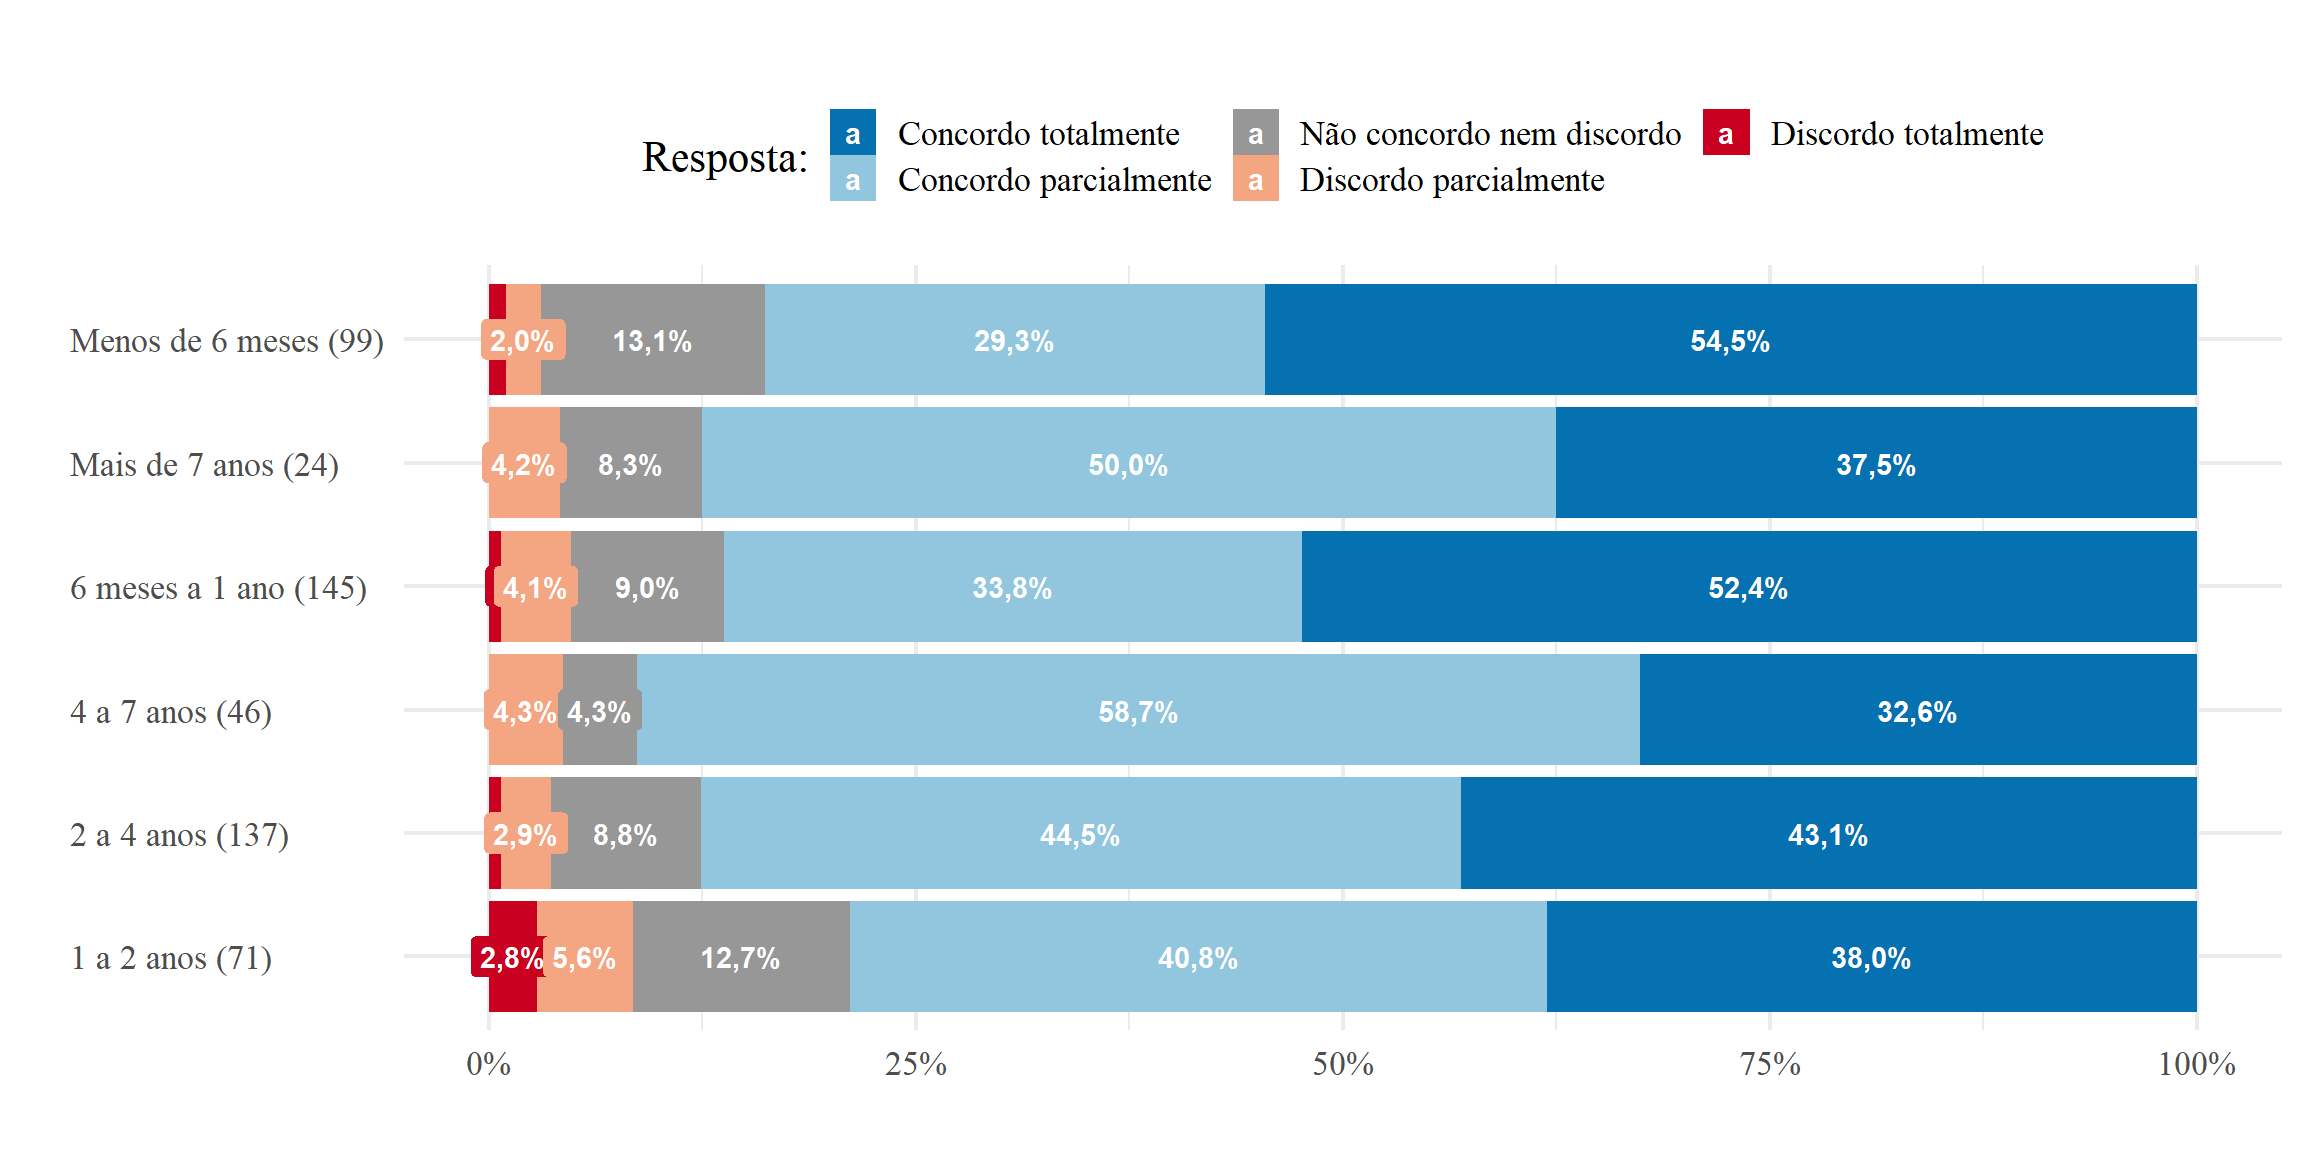 Resposta:
a Concordo totalmente a Não concordo nem discordo a Discordo totalmente
a Concordo parcialmente a Discordo parcialmente
Menos de 6 meses (99) 2,0% 13,1% 29,3% 54,5%
Mais de 7 anos (24) 4,2% 8,3% 50,0% 37,5%
6 meses a 1 ano (145) 4,1% 9,0% 33,8% 52,4%
4 a 7 anos (46) 4,3% 4,3% 58,7% 32,6%
2 a 4 anos (137) 2,9% 8,8% 44,5% 43,1%
1 a 2 anos (71) 2,8% 5,6% 12,7% 40,8% 38,0%
0% 25% 50% 75% 100%